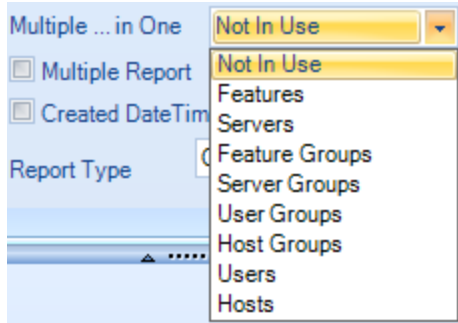 Multiple ... in One Not In Use
Multiple Report Not In Use
Features
Created DateTim
Servers
Feature Groups
Report Type
Server Groups
User Groups
Host Groups
Users
Hosts